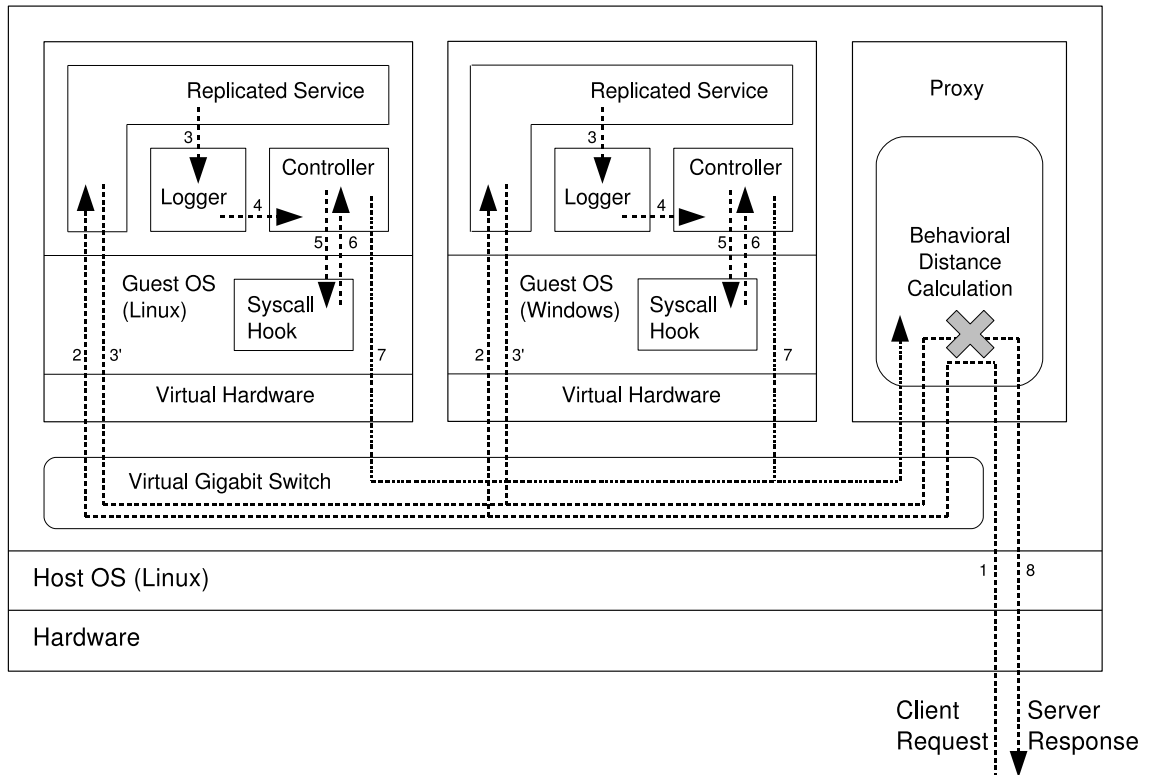 Replicated Service
3
Logger
4
Controller
5
6
Guest OS
(Linux)
Syscall
Hook
2
3'
7
Virtual Hardware
Replicated Service
3
Logger
4
Controller
5
6
Guest OS
(Windows)
Syscall
Hook
2
3'
7
Virtual Hardware
Proxy
Behavioral
Distance
Calculation
Virtual Gigabit Switch
Host OS (Linux)
1
8
Hardware
Client
Request
Server
Response